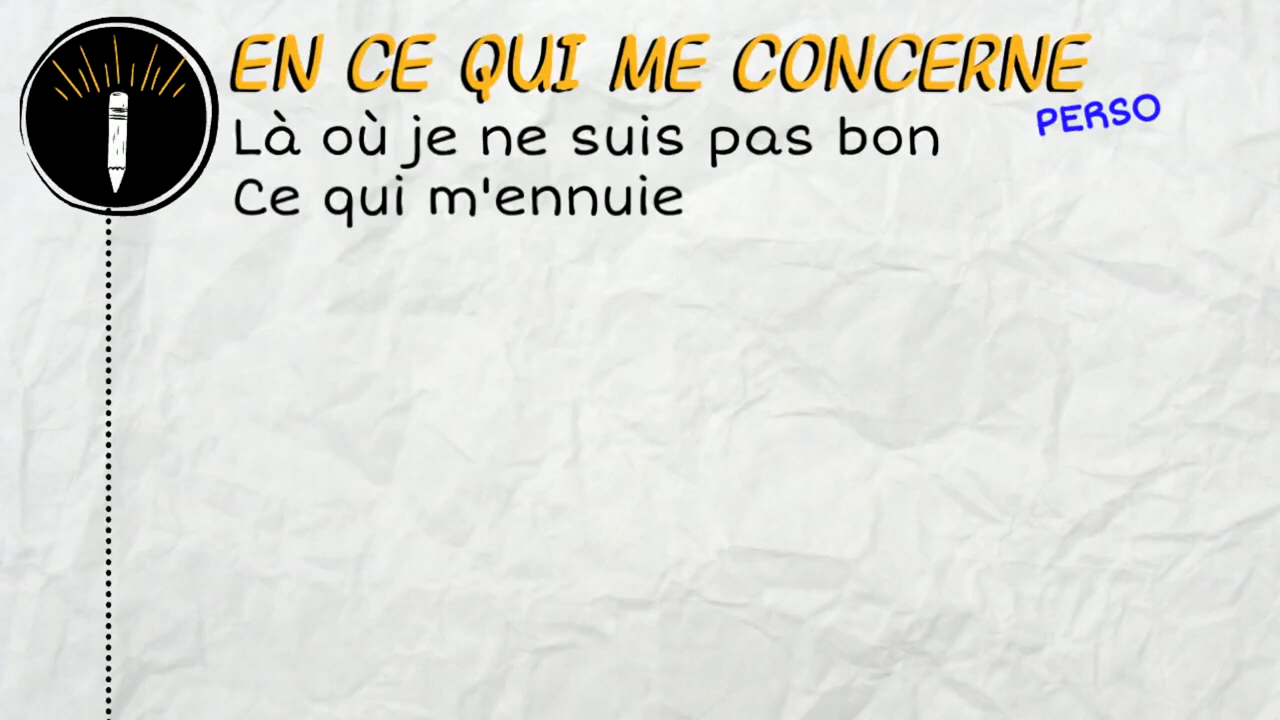 EN CE QUI ME CONCERNE
PERSO
Là où je ne suis pas bon
Ce qui m'ennuie